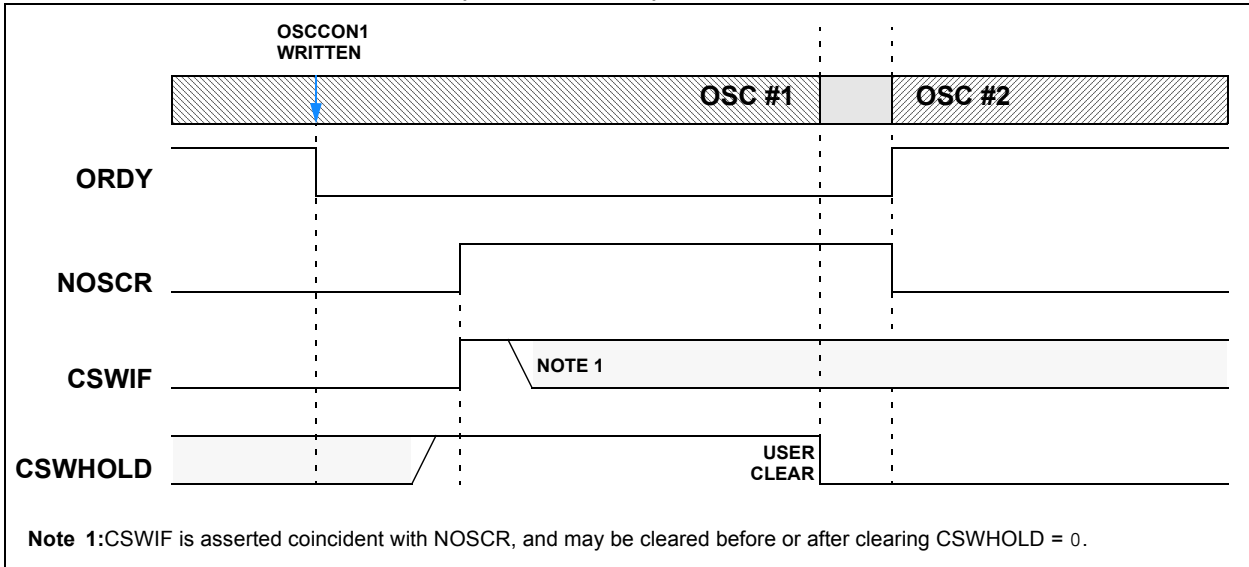 OSCCON1
WRITTEN
OSC #1
OSC #2
ORDY
NOSCR
CSWIF
NOTE 1
CSWHOLD
USER
CLEAR
Note 1:CSWIF is asserted coincident with NOSCR, and may be cleared before or after clearing CSWHOLD = 0.